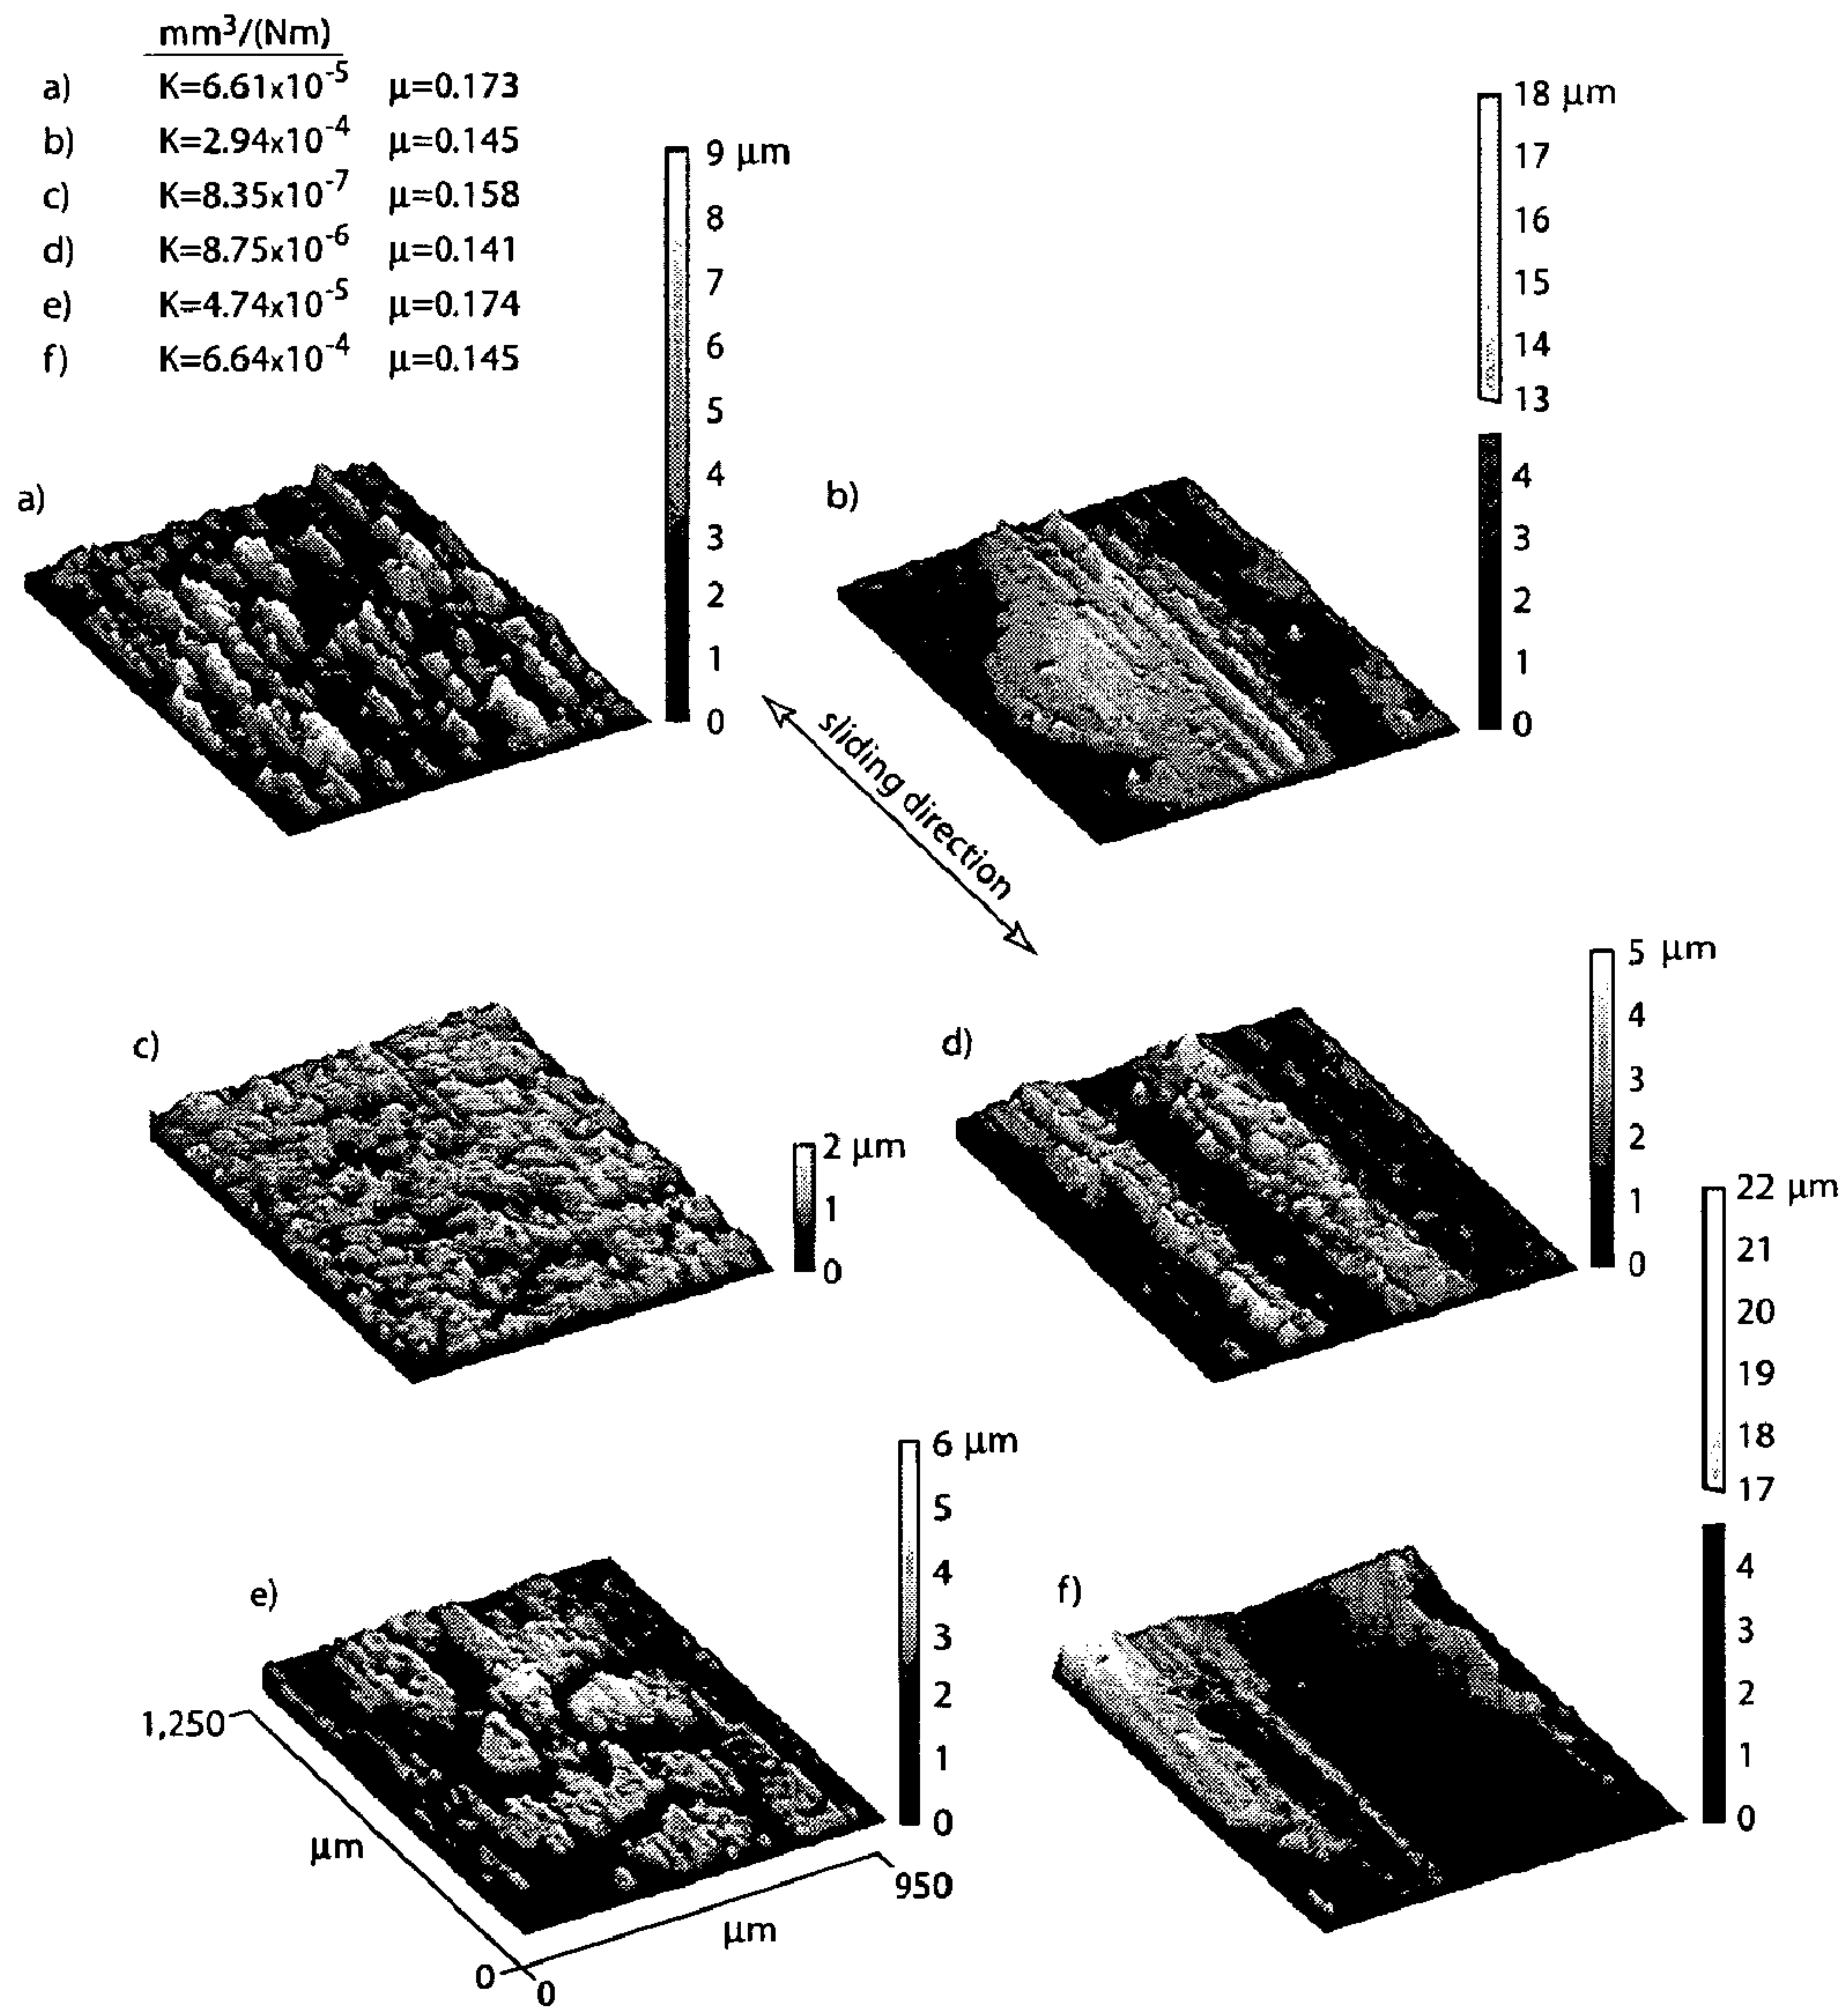 mm³/(Nm)
a) K=6.61x10⁻⁵ μ=0.173
b) K=2.94x10⁻⁴ μ=0.145
c) K=8.35x10⁻⁷ μ=0.158
d) K=8.75x10⁻⁶ μ=0.141
e) K=4.74x10⁻⁵ μ=0.174
f) K=6.64x10⁻⁴ μ=0.145
a)
9 μm
8
7
6
5
4
3
2
1
0
b)
18 μm
17
16
15
14
13
4
3
2
1
0
sliding direction
c)
2 μm
1
0
d)
5 μm
4
3
2
1
0
e)
6 μm
5
4
3
2
1
0
1,250
μm
0
0
μm
950
f)
22 μm
21
20
19
18
17
4
3
2
1
0